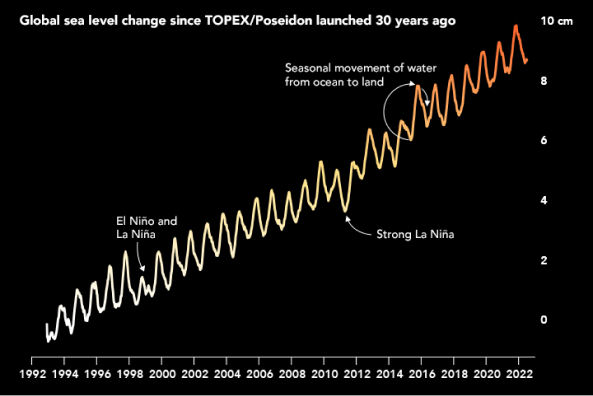 Global sea level change since TOPEX/Poseidon launched 30 years ago
10 cm
Seasonal movement of water
from ocean to land
8
6
4
El Niño and
La Niña
Strong La Niña
2
0
1992 1994 1996 1998 2000 2002 2004 2006 2008 2010 2012 2014 2016 2018 2020 2022